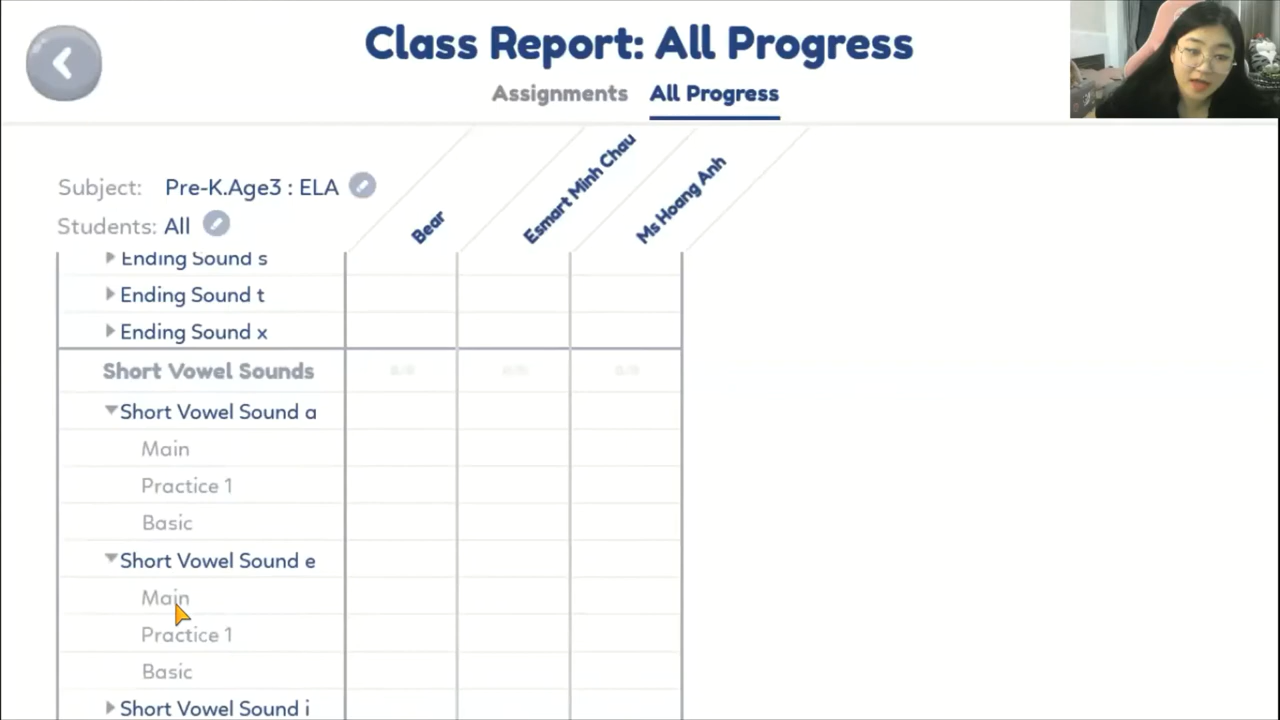 Class Report: All Progress
Assignments All Progress
Subject: Pre-K.Age3 : ELA
Students: All
Bear
Esmart Minh Chau
Ms Hoang Anh
Ending Sound s
Ending Sound t
Ending Sound x
Short Vowel Sounds
Short Vowel Sound a
Main
Practice 1
Basic
Short Vowel Sound e
Main
Practice 1
Basic
Short Vowel Sound i